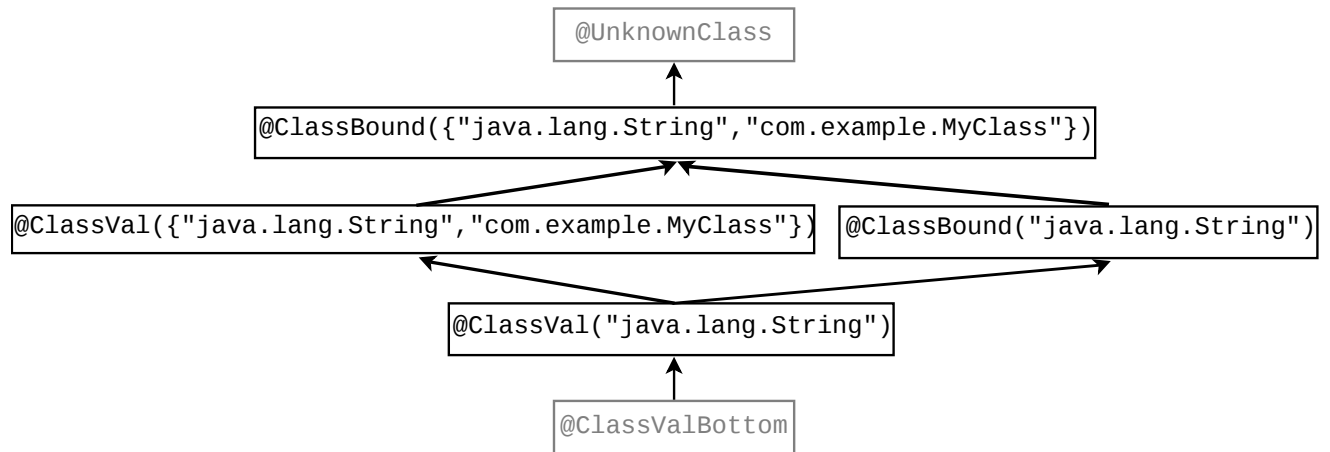 @UnknownClass
@ClassBound({"java.lang.String","com.example.MyClass"})
@ClassVal({"java.lang.String","com.example.MyClass"})
@ClassBound("java.lang.String")
@ClassVal("java.lang.String")
@ClassValBottom